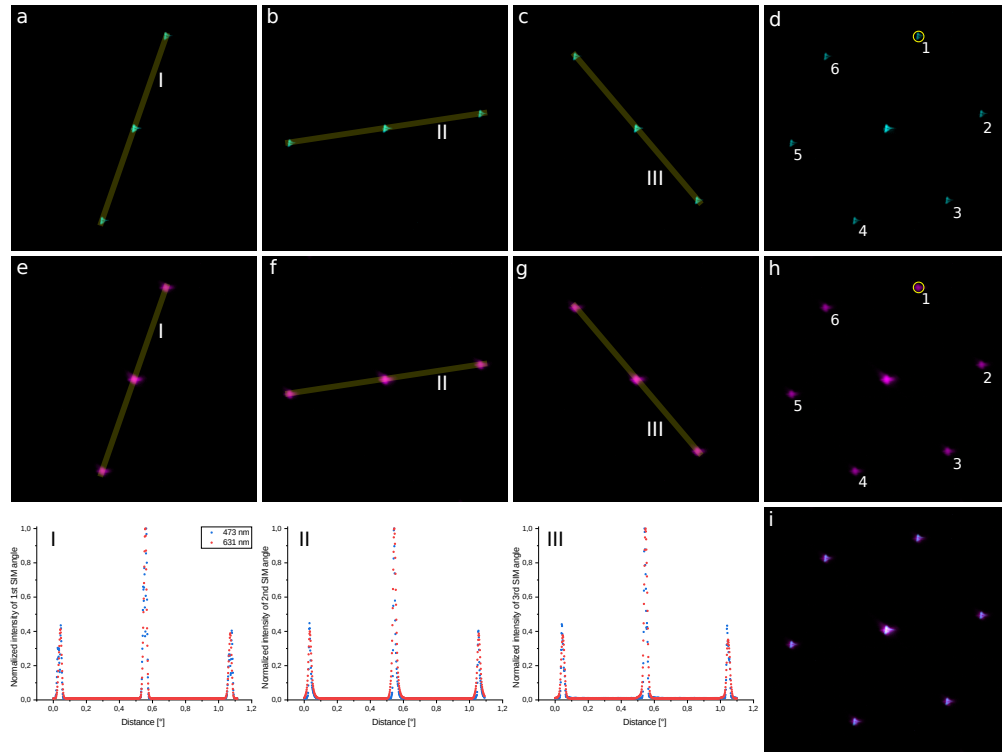 a
I
b
II
c
III
d
1
6
2
5
3
4
e
I
f
II
g
III
h
1
6
2
5
3
4
Normalized intensity of 1st SIM angle
1,0
0,8
0,6
0,4
0,2
0,0
I
473 nm
631 nm
0,0 0,2 0,4 0,6 0,8 1,0 1,2
Distance [°]
Normalized intensity of 2nd SIM angle
1,0
0,8
0,6
0,4
0,2
0,0
II
0,0 0,2 0,4 0,6 0,8 1,0 1,2
Distance [°]
Normalized intensity of 3rd SIM angle
1,0
0,8
0,6
0,4
0,2
0,0
III
0,0 0,2 0,4 0,6 0,8 1,0 1,2
Distance [°]
i